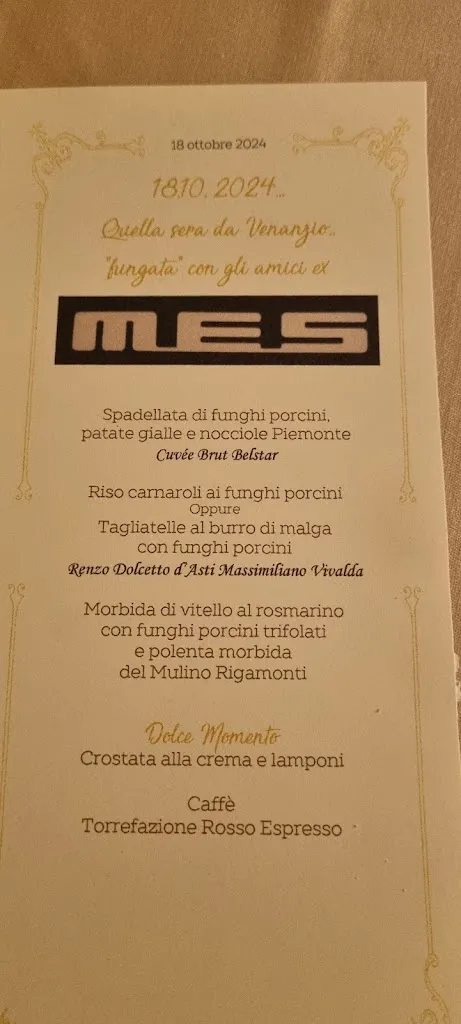 18 ottobre 2024
18.10. 2024...
Quella sera da Venanzio..
"fungata" con gli amici ex
MES
Spadellata di funghi porcini,
patate gialle e nocciole Piemonte
Cuvée Brut Belstar
Riso carnaroli ai funghi porcini
Oppure
Tagliatelle al burro di malga
con funghi porcini
Renzo Dolcetto d'Asti Massimiliano Vivalda
Morbida di vitello al rosmarino
con funghi porcini trifolati
e polenta morbida
del Mulino Rigamonti
Dolce Momento
Crostata alla crema e lamponi
Caffè
Torrefazione Rosso Espresso